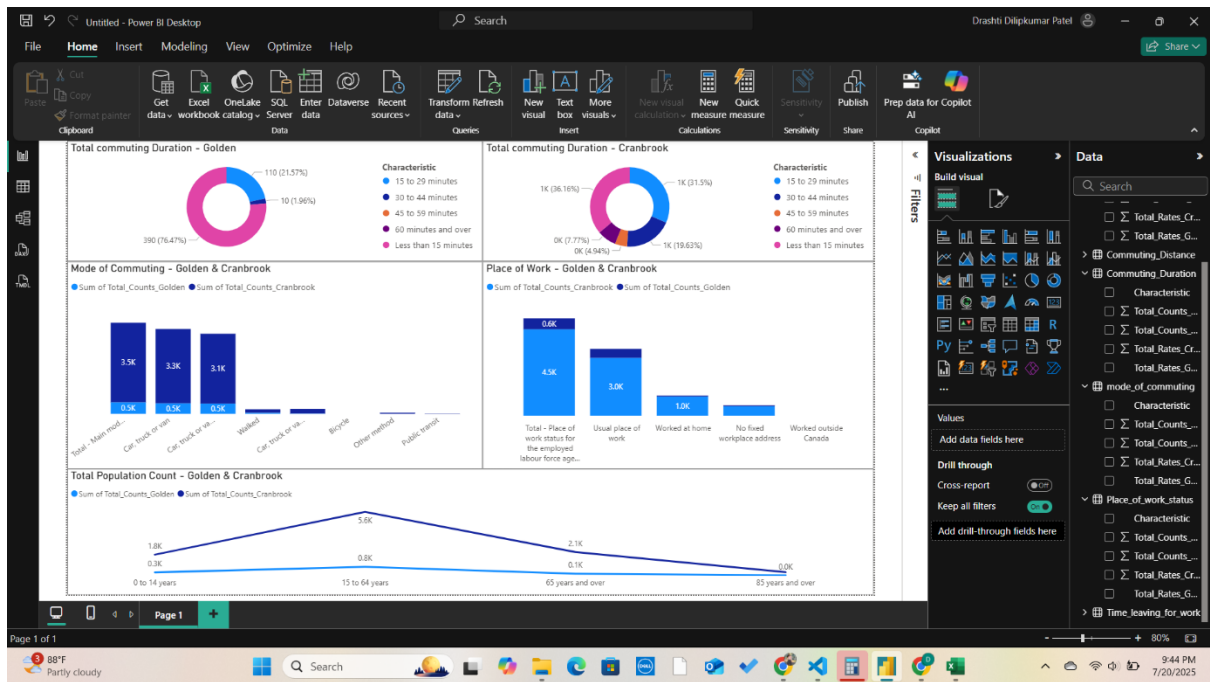 Untitled - Power BI Desktop
Search
Drashti Dilipkumar Patel
File Home Insert Modeling View Optimize Help
Share
Paste
Cut
Copy
Format painter
Get data
Excel workbook
OneLake catalog
SQL Server
Enter data
Dataverse
Recent sources
Transform data
Refresh
New visual
Text box
More visuals
New visual calculation
New measure
Quick measure
Sensitivity
Publish
Prep data for AI
Copilot
Clipboard
Data
Queries
Insert
Calculations
Sensitivity
Share
Copilot
Total commuting Duration - Golden
110 (21.57%)
10 (1.96%)
390 (76.47%)
Characteristic
15 to 29 minutes
30 to 44 minutes
45 to 59 minutes
60 minutes and over
Less than 15 minutes
Total commuting Duration - Cranbrook
1K (36.16%)
1K (31.5%)
0K (7.77%)
0K (4.94%)
1K (19.63%)
Characteristic
15 to 29 minutes
30 to 44 minutes
45 to 59 minutes
60 minutes and over
Less than 15 minutes
Mode of Commuting - Golden & Cranbrook
Sum of Total_Counts_Golden Sum of Total_Counts_Cranbrook
3.5K 3.3K 3.1K
0.5K 0.5K 0.5K
Total - Main mod...
Car, truck or van
Car, truck or va...
Walked
Car, truck or va...
Bicycle
Other method
Public transit
Place of Work - Golden & Cranbrook
Sum of Total_Counts_Cranbrook Sum of Total_Counts_Golden
0.6K
4.5K
3.0K
1.0K
Total - Place of
work status for
the employed
labour force age...
Usual place of
work
Worked at home
No fixed
workplace address
Worked outside
Canada
Total Population Count - Golden & Cranbrook
Sum of Total_Counts_Golden Sum of Total_Counts_Cranbrook
1.8K
0.3K
5.6K
0.8K
2.1K
0.1K
0.0K
0 to 14 years 15 to 64 years 65 years and over 85 years and over
Filters
Visualizations
Build visual
R
Py
123
...
Values
Add data fields here
Drill through
Cross-report
Off
Keep all filters
On
Add drill-through fields here
Data
Search
Total_Rates_Cr...
Total_Rates_G...
Commuting_Distance
Commuting_Duration
Characteristic
Total_Counts_...
Total_Counts_...
Total_Rates_Cr...
Total_Rates_G...
mode_of_commuting
Characteristic
Total_Counts_...
Total_Counts_...
Total_Rates_Cr...
Total_Rates_G...
Place_of_work_status
Characteristic
Total_Counts_...
Total_Counts_...
Total_Rates_Cr...
Total_Rates_G...
Time_leaving_for_work
DAX
TMDL
Page 1
+
Page 1 of 1
80%
3
88°F
Partly cloudy
Search
DELL
9:44 PM
7/20/2025